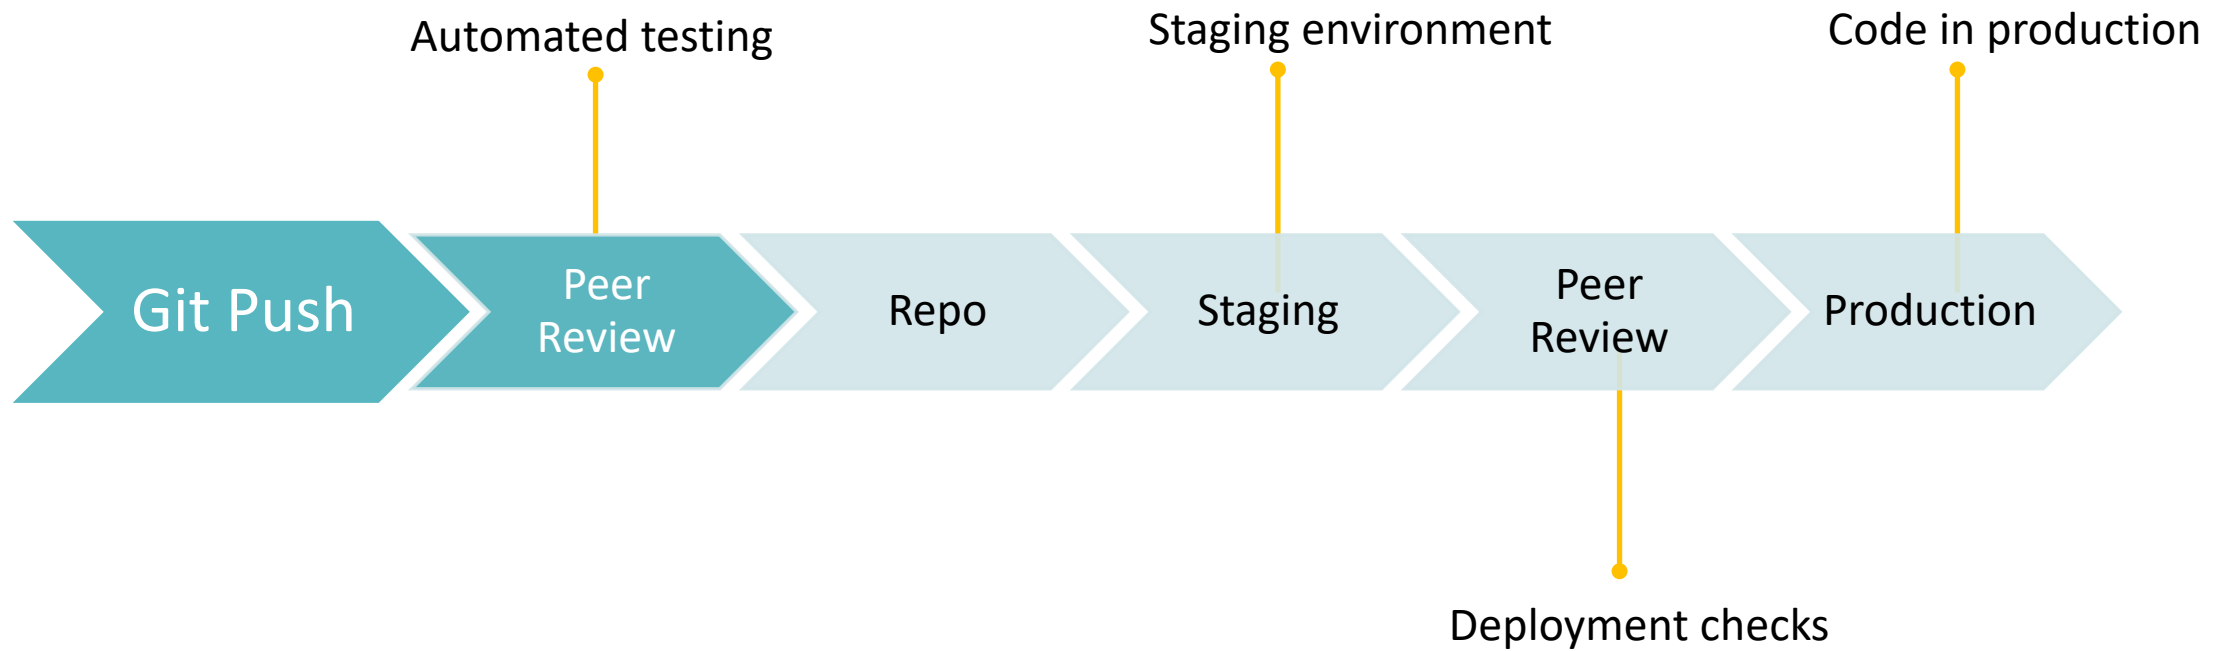 Automated testing
Staging environment
Code in production
Git Push
Peer
Review
Repo
Staging
Peer
Review
Production
Deployment checks